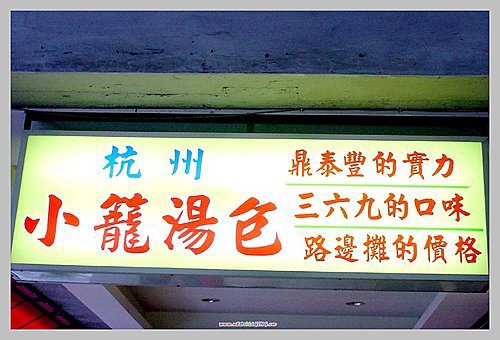 杭州
小籠湯包
鼎泰豐的實力
三六九的口味
路邊攤的價格